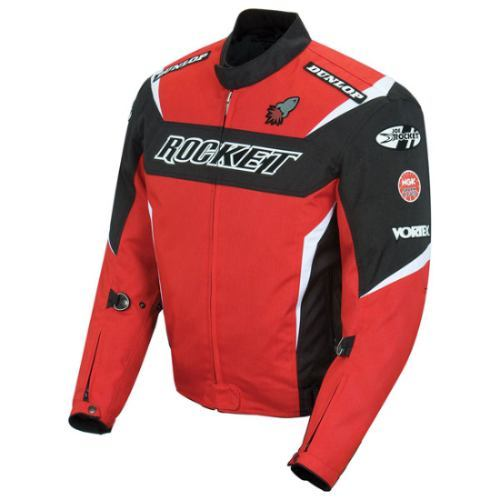 DUNLOP
DUNLOP
ROCKET
JOE
ROCKET
NGK
VORTEX